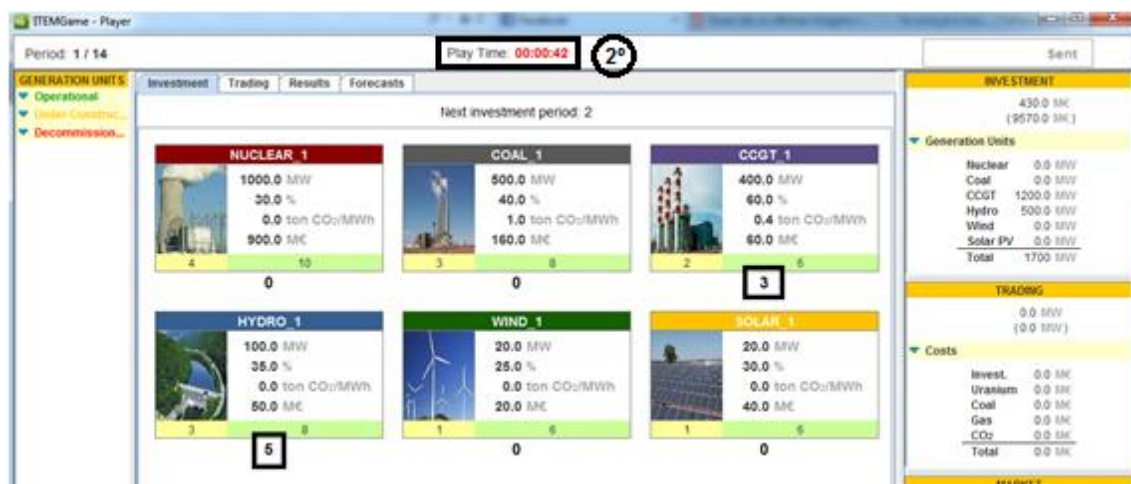 ITEMGame - Player
Period: 1 / 14
Play Time: 00:00:42
2º
Sent
GENERATION UNITS
Operational
Under Construc...
Decommission...
Investment Trading Results Forecasts
Next investment period: 2
NUCLEAR_1
1000.0 MW
30.0 %
0.0 ton CO₂/MWh
900.0 M€
4 10
0
COAL_1
500.0 MW
40.0 %
1.0 ton CO₂/MWh
160.0 M€
3 8
0
CCGT_1
400.0 MW
60.0 %
0.4 ton CO₂/MWh
60.0 M€
2 6
3
HYDRO_1
100.0 MW
35.0 %
0.0 ton CO₂/MWh
50.0 M€
3 8
5
WIND_1
20.0 MW
25.0 %
0.0 ton CO₂/MWh
20.0 M€
1 6
0
SOLAR_1
20.0 MW
30.0 %
0.0 ton CO₂/MWh
40.0 M€
1 6
0
INVESTMENT
430.0 M€
(9570.0 M€)
Generation Units
Nuclear 0.0 MW
Coal 0.0 MW
CCGT 1200.0 MW
Hydro 500.0 MW
Wind 0.0 MW
Solar PV 0.0 MW
Total 1700 MW
TRADING
0.0 MW
(0.0 MW)
Costs
Invest. 0.0 M€
Uranium 0.0 M€
Coal 0.0 M€
Gas 0.0 M€
CO₂ 0.0 M€
Total 0.0 M€
MARKET